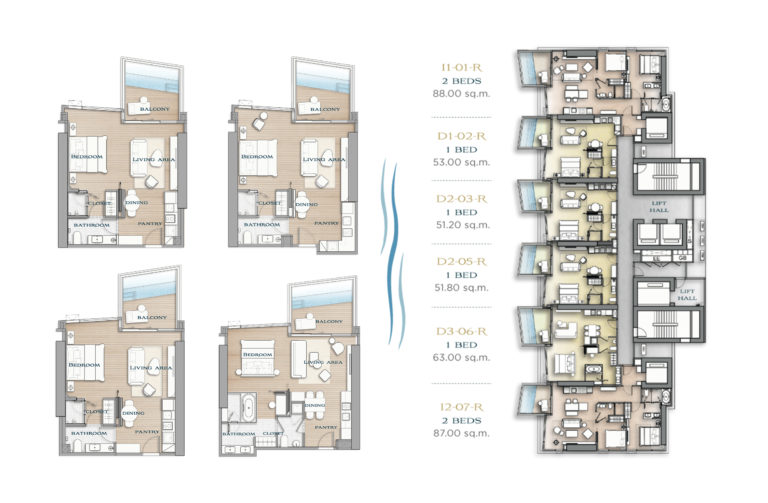 BALCONY
BEDROOM
LIVING AREA
CLOSET
DINING
BATHROOM
PANTRY
BALCONY
BEDROOM
LIVING AREA
CLOSET
DINING
BATHROOM
PANTRY
BALCONY
BEDROOM
LIVING AREA
CLOSET
DINING
BATHROOM
PANTRY
BALCONY
BEDROOM
LIVING AREA
DINING
BATHROOM
CLOSET
PANTRY
I1-01-R
2 BEDS
88.00 sq.m.
D1-02-R
1 BED
53.00 sq.m.
D2-03-R
1 BED
51.20 sq.m.
D2-05-R
1 BED
51.80 sq.m.
D3-06-R
1 BED
63.00 sq.m.
I2-07-R
2 BEDS
87.00 sq.m.
LIFT
HALL
EE
GB
LIFT
HALL